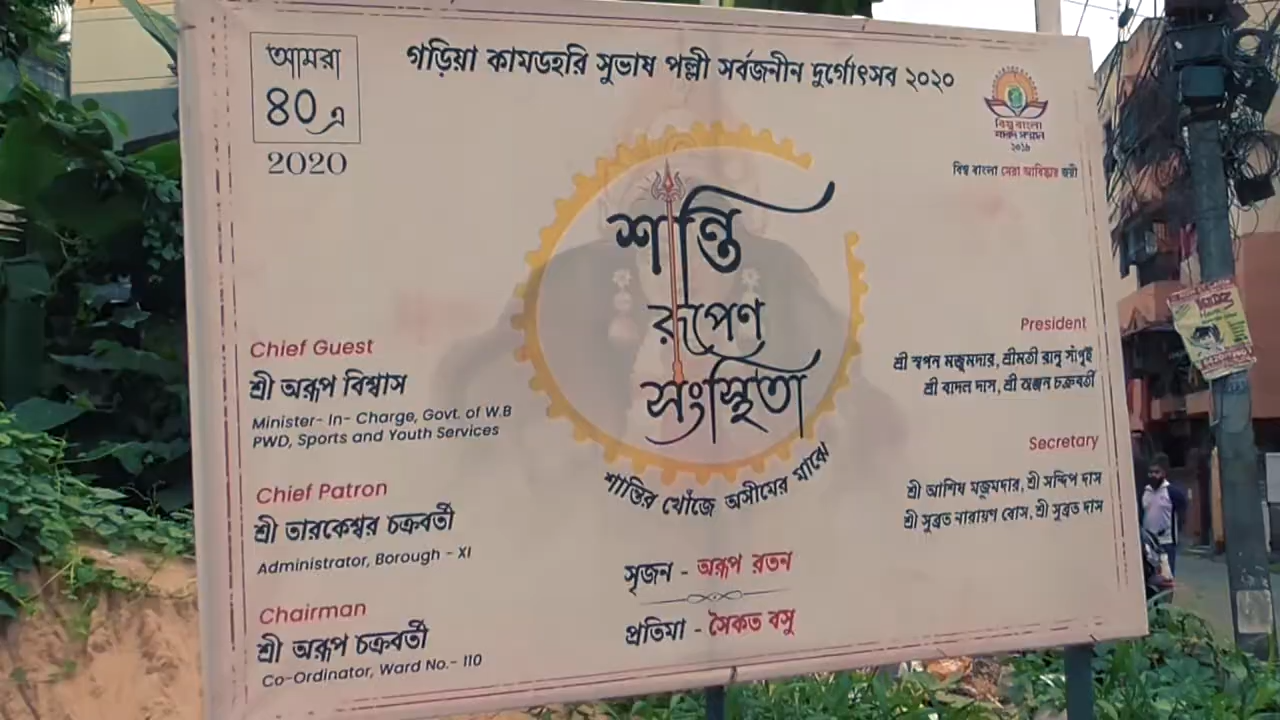 আমরা
৪০ এ
2020
গড়িয়া কামডহরি সুভাষ পল্লী সর্বজনীন দুর্গোৎসব ২০২০
বিশ্ব বাংলা
শারদ সম্মান
বিশ্ব বাংলা সেরা আবিষ্কার জয়ী
শান্তি
রূপেণ
সংস্থিতা
শান্তির খোঁজে অসীমের মাঝে
সৃজন - অরূপ রতন
প্রতিমা - সৈকত বসু
Chief Guest
শ্রী অরূপ বিশ্বাস
Minister- In- Charge, Govt. of W.B
PWD, Sports and Youth Services
Chief Patron
শ্রী তারকেশ্বর চক্রবর্তী
Administrator, Borough - XI
Chairman
শ্রী অরূপ চক্রবর্তী
Co-Ordinator, Ward No.- 110
President
শ্রী স্বপন মজুমদার, শ্রীমতী রানু সাঁপুই
শ্রী বাদল দাস, শ্রী অঞ্জন চক্রবর্তী
Secretary
শ্রী আশিষ মজুমদার, শ্রী সন্দিপ দাস
শ্রী সুব্রত নারায়ণ বোস, শ্রী সুব্রত দাস